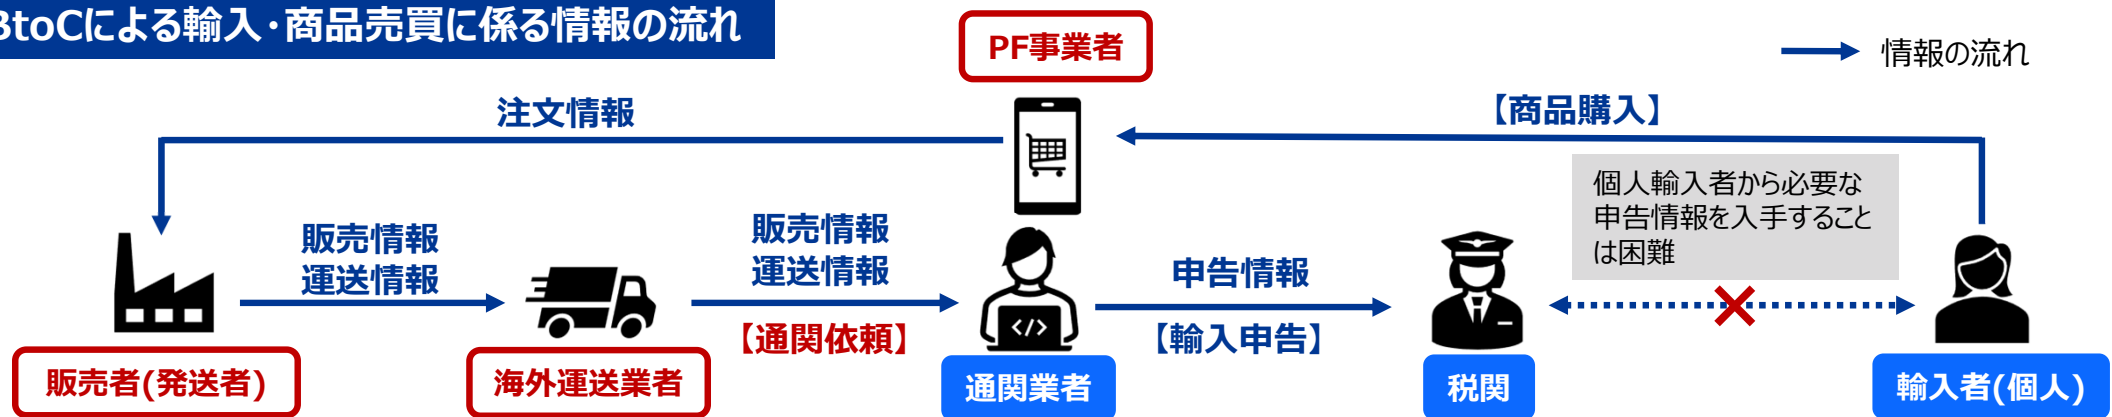 BtoCによる輸入・商品売買に係る情報の流れ
PF事業者
情報の流れ
注文情報
【商品購入】
個人輸入者から必要な
申告情報を入手すること
は困難
販売情報
運送情報
販売情報
運送情報
申告情報
</>
【通関依頼】
【輸入申告】
販売者(発送者)
海外運送業者
通関業者
税関
輸入者(個人)